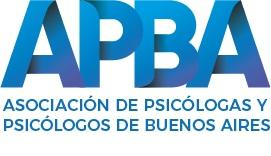 APBA
ASOCIACIÓN DE PSICÓLOGAS Y
PSICÓLOGOS DE BUENOS AIRES